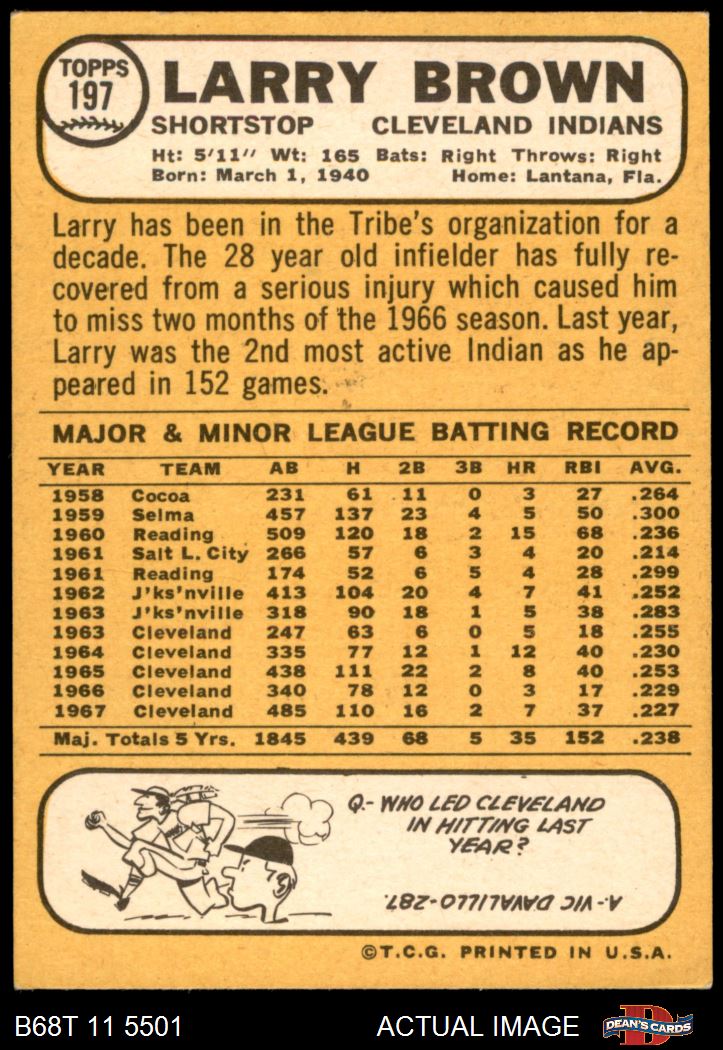 TOPPS
197
LARRY BROWN
SHORTSTOP CLEVELAND INDIANS
Ht: 5'11" Wt: 165 Bats: Right Throws: Right
Born: March 1, 1940 Home: Lantana, Fla.
Larry has been in the Tribe's organization for a
decade. The 28 year old infielder has fully re-
covered from a serious injury which caused him
to miss two months of the 1966 season. Last year,
Larry was the 2nd most active Indian as he ap-
peared in 152 games.
MAJOR & MINOR LEAGUE BATTING RECORD
YEAR TEAM AB H 2B 3B HR RBI AVG.
1958 Cocoa 231 61 11 0 3 27 .264
1959 Selma 457 137 23 4 5 50 .300
1960 Reading 509 120 18 2 15 68 .236
1961 Salt L. City 266 57 6 3 4 20 .214
1961 Reading 174 52 6 5 4 28 .299
1962 J'ks'nville 413 104 20 4 7 41 .252
1963 J'ks'nville 318 90 18 1 5 38 .283
1963 Cleveland 247 63 6 0 5 18 .255
1964 Cleveland 335 77 12 1 12 40 .230
1965 Cleveland 438 111 22 2 8 40 .253
1966 Cleveland 340 78 12 0 3 17 .229
1967 Cleveland 485 110 16 2 7 37 .227
Maj. Totals 5 Yrs. 1845 439 68 5 35 152 .238
Q.- WHO LED CLEVELAND
IN HITTING LAST
YEAR?
A.- VIC DAVALILLO-287.
©T.C.G. PRINTED IN U.S.A.
B68T 11 5501 ACTUAL IMAGE D DEAN'S CARDS